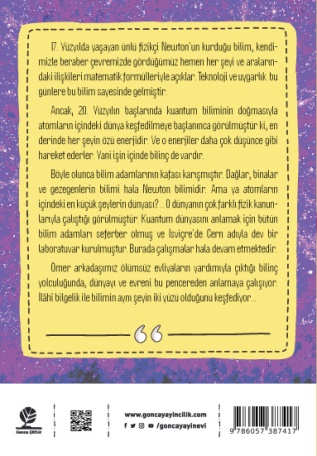 17. Yüzyılda yaşayan ünlü fizikçi Newton'un kurduğu bilim, kendi-
mizle beraber çevremizde gördüğümüz hemen her şeyi ve araların-
daki ilişkileri matematik formülleriyle açıklar. Teknoloji ve uygarlık bu
günlere bu bilim sayesinde gelmiştir.
Ancak, 20. Yüzyılın başlarında kuantum biliminin doğmasıyla
atomların içindeki dünya keşfedilmeye başlanınca görülmüştür ki, en
derinde her şeyin özü enerjidir. Ve o enerjiler daha çok düşünce gibi
hareket ederler. Yani işin içinde bilinç de vardır.
Böyle olunca bilim adamlarının kafası karışmıştır. Dağlar, binalar
ve gezegenlerin bilimi hala Newton bilimidir. Ama ya atomların
içindeki en küçük şeylerin dünyası?... O dünyanın çok farklı fizik kanun-
larıyla çalıştığı görülmüştür. Kuantum dünyasını anlamak için bütün
bilim adamları seferber olmuş ve İsviçre'de Cern adıyla dev bir
laboratuvar kurulmuştur. Burada çalışmalar hala devam etmektedir.
Ömer arkadaşımız ölümsüz evliyaların yardımıyla çıktığı bilinç
yolculuğunda, dünyayı ve evreni bu pencereden anlamaya çalışıyor.
İlâhî bilgelik ile bilimin aynı şeyin iki yüzü olduğunu keşfediyor...
Gonca Çocuk
www.goncayayincilik.com
/goncayayinevi
9 786057 387417